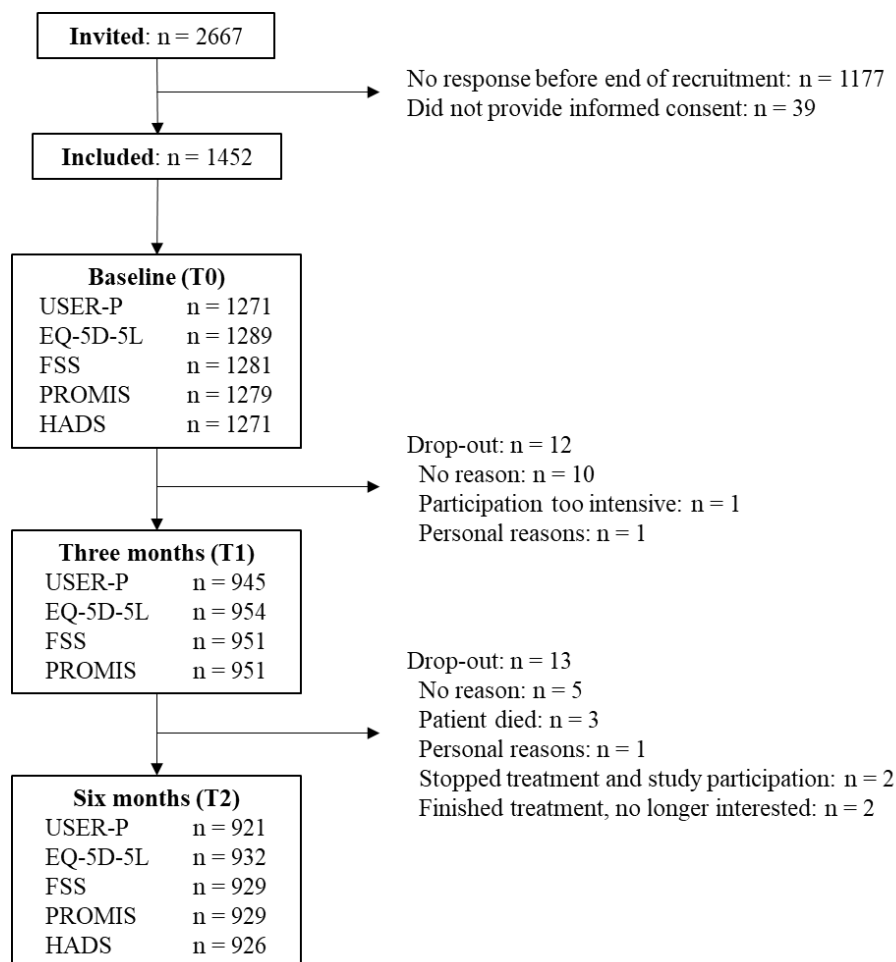 Invited: n = 2667
No response before end of recruitment: n = 1177
Did not provide informed consent: n = 39
Included: n = 1452
Baseline (T0)
USER-P n = 1271
EQ-5D-5L n = 1289
FSS n = 1281
PROMIS n = 1279
HADS n = 1271
Drop-out: n = 12
No reason: n = 10
Participation too intensive: n = 1
Personal reasons: n = 1
Three months (T1)
USER-P n = 945
EQ-5D-5L n = 954
FSS n = 951
PROMIS n = 951
Drop-out: n = 13
No reason: n = 5
Patient died: n = 3
Personal reasons: n = 1
Stopped treatment and study participation: n = 2
Finished treatment, no longer interested: n = 2
Six months (T2)
USER-P n = 921
EQ-5D-5L n = 932
FSS n = 929
PROMIS n = 929
HADS n = 926